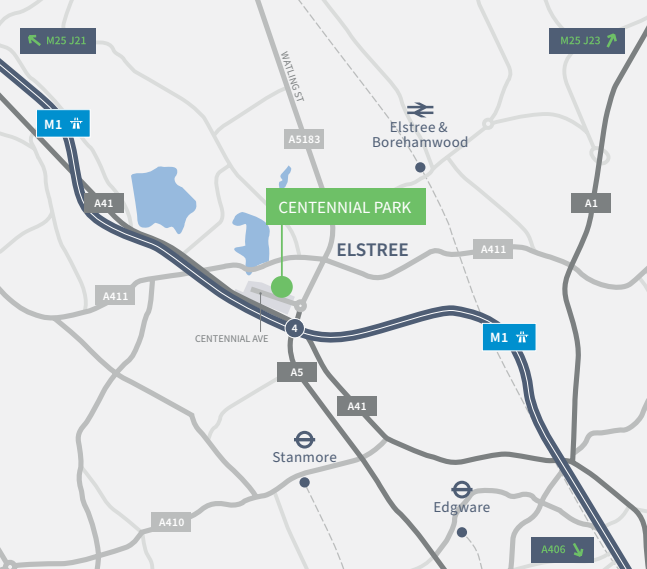 M25 J21
M25 J23
WATLING ST
M1
A5183
Elstree &
Borehamwood
A41
A1
CENTENNIAL PARK
ELSTREE
A411
A411
4
CENTENNIAL AVE
M1
A5
A41
Stanmore
Edgware
A410
A406